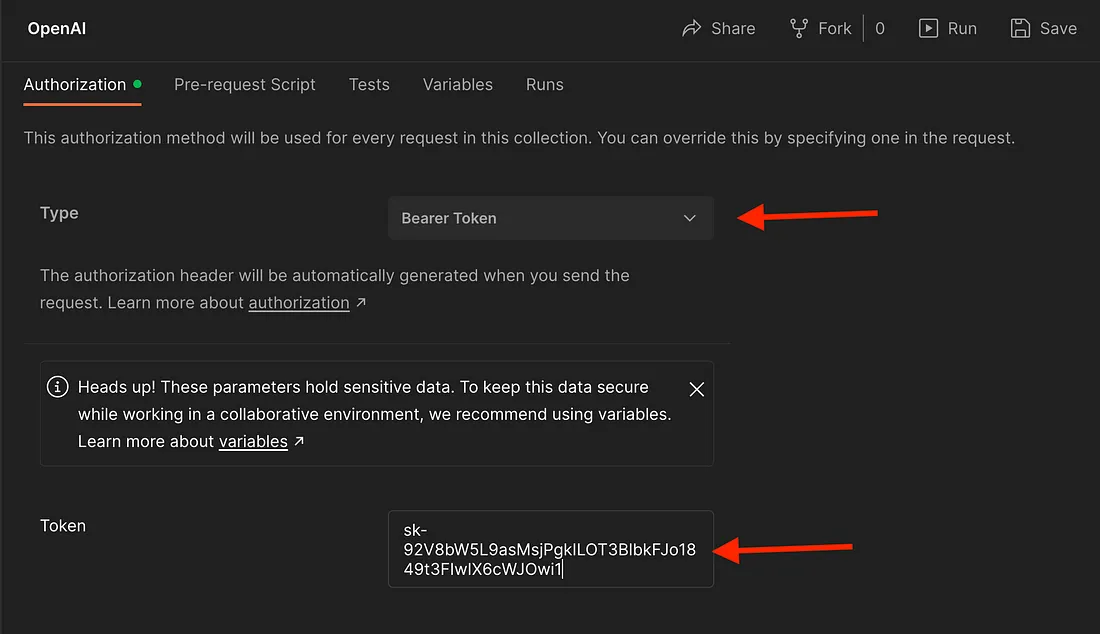 OpenAI
Share Fork 0 Run Save
Authorization Pre-request Script Tests Variables Runs
This authorization method will be used for every request in this collection. You can override this by specifying one in the request.
Type Bearer Token
The authorization header will be automatically generated when you send the
request. Learn more about authorization ↗
Heads up! These parameters hold sensitive data. To keep this data secure
while working in a collaborative environment, we recommend using variables.
Learn more about variables ↗
Token
sk-